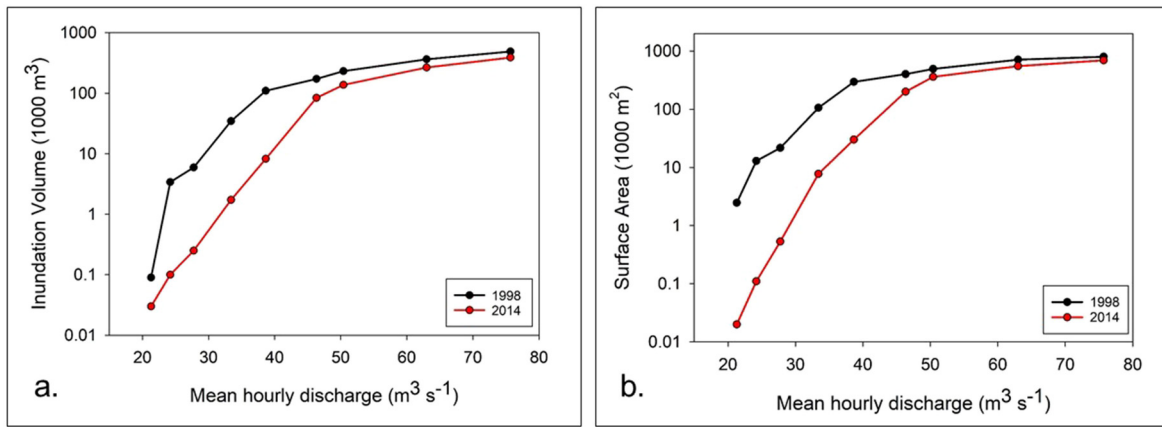 1000
100
10
1
0.1
0.01
Inundation Volume (1000 m³)
20 30 40 50 60 70 80
Mean hourly discharge (m³ s⁻¹)
1998
2014
a.
1000
100
10
1
0.1
0.01
Surface Area (1000 m²)
20 30 40 50 60 70 80
Mean hourly discharge (m³ s⁻¹)
1998
2014
b.